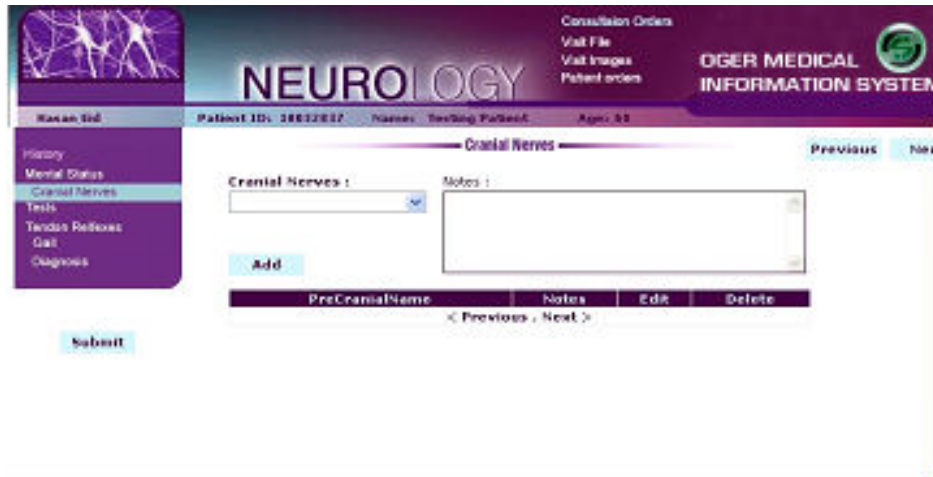 Consultaion Orders
Visit File
Visit Images
Patient orders
NEUROLOGY
OGER MEDICAL
INFORMATION SYSTEM
Patient ID: Name: Testing Patient Age:
Cranial Nerves
Previous
History
Mental Status
Cranial Nerves
Tests
Tendon Reflexes
Gait
Diagnosis
Cranial Nerves :
Notes :
Add
PreCranialName Notes Edit Delete
< Previous , Next >
Submit